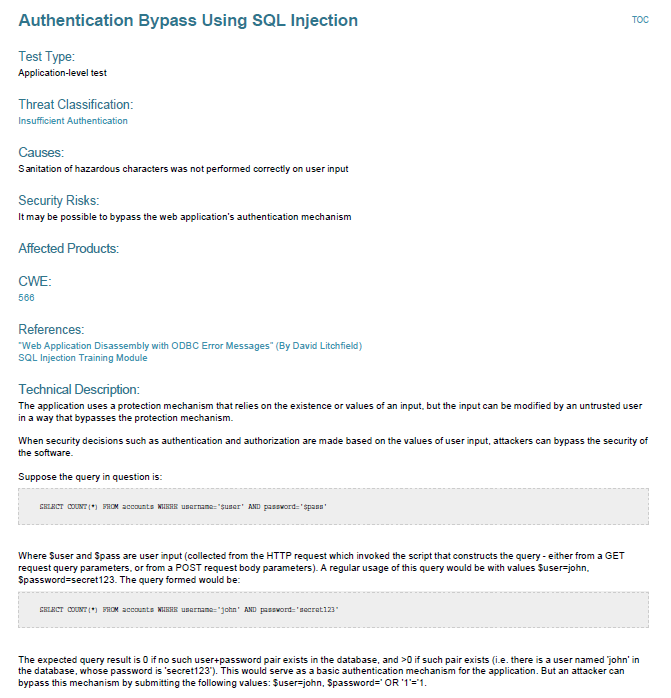 Authentication Bypass Using SQL Injection
TOC
Test Type:
Application-level test
Threat Classification:
Insufficient Authentication
Causes:
Sanitation of hazardous characters was not performed correctly on user input
Security Risks:
It may be possible to bypass the web application's authentication mechanism
Affected Products:
CWE:
566
References:
"Web Application Disassembly with ODBC Error Messages" (By David Litchfield)
SQL Injection Training Module
Technical Description:
The application uses a protection mechanism that relies on the existence or values of an input, but the input can be modified by an untrusted user
in a way that bypasses the protection mechanism.
When security decisions such as authentication and authorization are made based on the values of user input, attackers can bypass the security of
the software.
Suppose the query in question is:
SELECT COUNT(*) FROM accounts WHERE username='$user' AND password='$pass'
Where $user and $pass are user input (collected from the HTTP request which invoked the script that constructs the query - either from a GET
request query parameters, or from a POST request body parameters). A regular usage of this query would be with values $user=john,
$password=secret123. The query formed would be:
SELECT COUNT(*) FROM accounts WHERE username='john' AND password='secret123'
The expected query result is 0 if no such user+password pair exists in the database, and >0 if such pair exists (i.e. there is a user named 'john' in
the database, whose password is 'secret123'). This would serve as a basic authentication mechanism for the application. But an attacker can
bypass this mechanism by submitting the following values: $user=john, $password=' OR '1'='1.